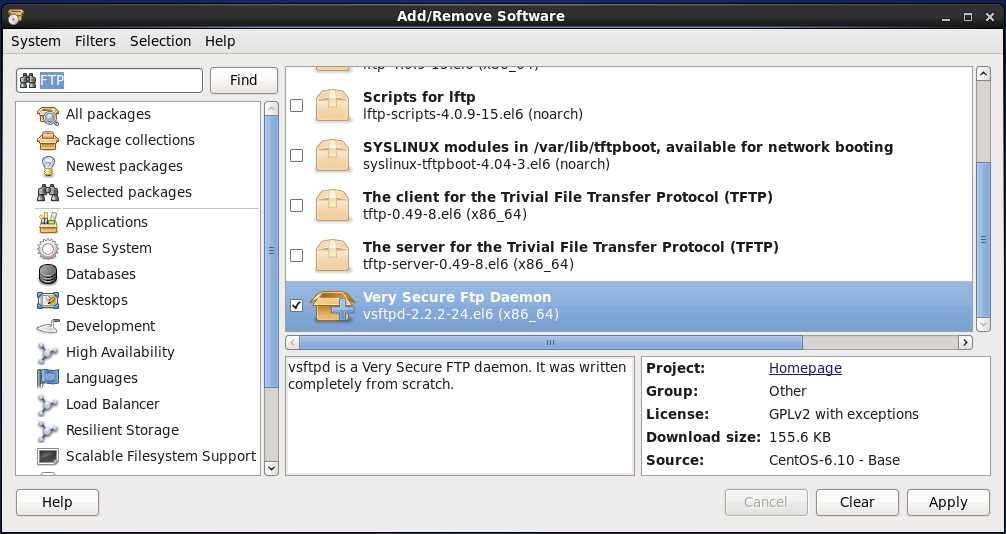 Add/Remove Software
System Filters Selection Help
FTP
Find
All packages
Package collections
Newest packages
Selected packages
Applications
Base System
Databases
Desktops
Development
High Availability
Languages
Load Balancer
Resilient Storage
Scalable Filesystem Support
Scripts for lftp
lftp-scripts-4.0.9-15.el6 (noarch)
SYSLINUX modules in /var/lib/tftpboot, available for network booting
syslinux-tftpboot-4.04-3.el6 (noarch)
The client for the Trivial File Transfer Protocol (TFTP)
tftp-0.49-8.el6 (x86_64)
The server for the Trivial File Transfer Protocol (TFTP)
tftp-server-0.49-8.el6 (x86_64)
Very Secure Ftp Daemon
vsftpd-2.2.2-24.el6 (x86_64)
vsftpd is a Very Secure FTP daemon. It was written
completely from scratch.
Project: Homepage
Group: Other
License: GPLv2 with exceptions
Download size: 155.6 KB
Source: CentOS-6.10 - Base
Help
Cancel
Clear
Apply